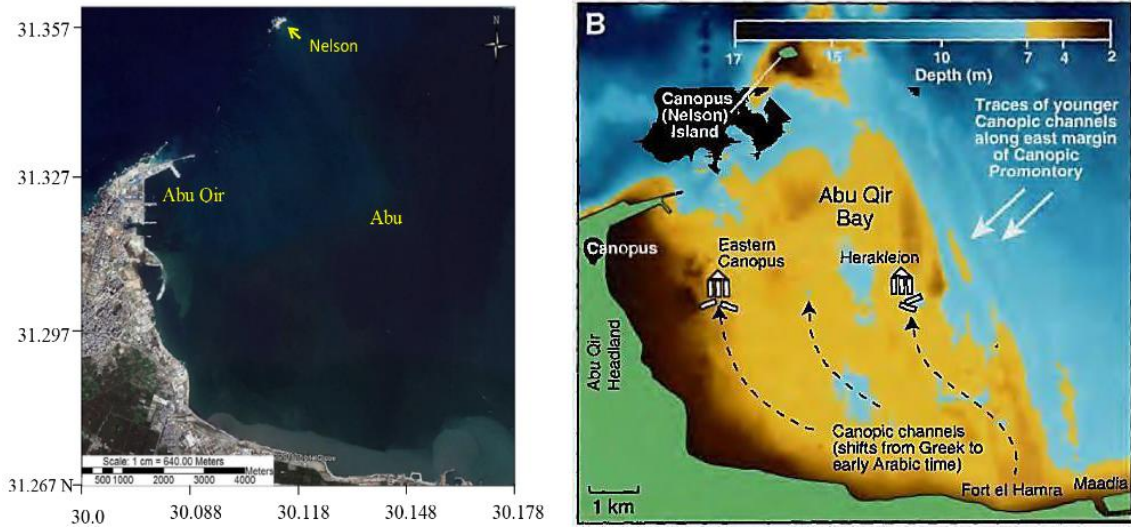 31.357
31.327
31.297
31.267 N
30.0
30.088
30.118
30.148
30.178
N
Nelson
Abu Qir
Abu
Scale: 1 cm = 640.00 Meters
Meters
0 500 1000 2000 3000 4000
B
17 15 10 7 4 2
Depth (m)
Canopus
(Nelson)
Island
Traces of younger
Canopic channels
along east margin
of Canopic
Promontory
Abu Qir
Bay
Canopus
Eastern
Canopus
Herakleion
Abu Qir
Headland
Canopic channels
(shifts from Greek to
early Arabic time)
Fort el Hamra
Maadia
1 km